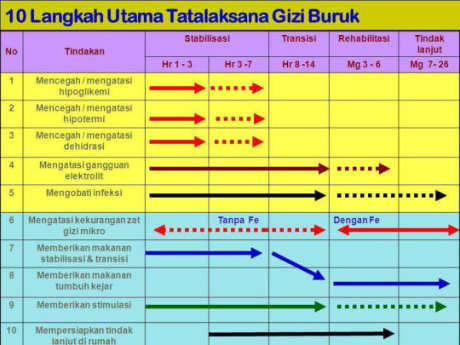 10 Langkah Utama Tatalaksana Gizi Buruk
No
Tindakan
Stabilisasi
Transisi
Rehabilitasi
Tindak
lanjut
Hr 1 - 3
Hr 3 -7
Hr 8 -14
Mg 3 - 6
Mg 7- 26
1
Mencegah / mengatasi
hipoglikemi
2
Mencegah / mengatasi
hipotermi
3
Mencegah / mengatasi
dehidrasi
4
Mengatasi gangguan
elektrolit
5
Mengobati infeksi
6
Mengatasi kekurangan zat
gizi mikro
Tanpa Fe
Dengan Fe
7
Memberikan makanan
stabilisasi & transisi
8
Memberikan makanan
tumbuh kejar
9
Memberikan stimulasi
10
Mempersiapkan tindak
lanjut di rumah